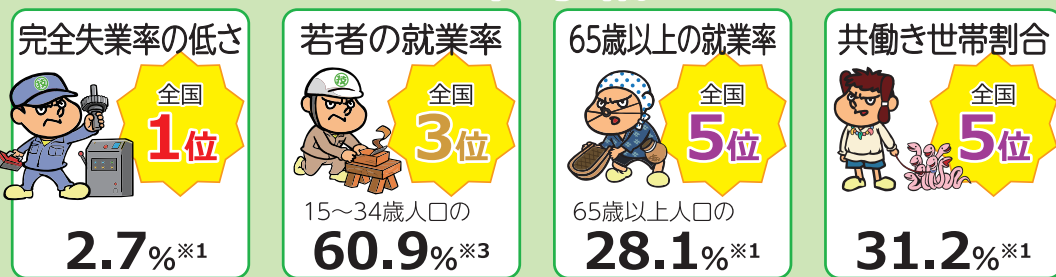 完全失業率の低さ
全国
1位
2.7%※1
若者の就業率
技
全国
3位
15～34歳人口の
60.9%※3
65歳以上の就業率
全国
5位
65歳以上人口の
28.1%※1
共働き世帯割合
全国
5位
31.2%※1